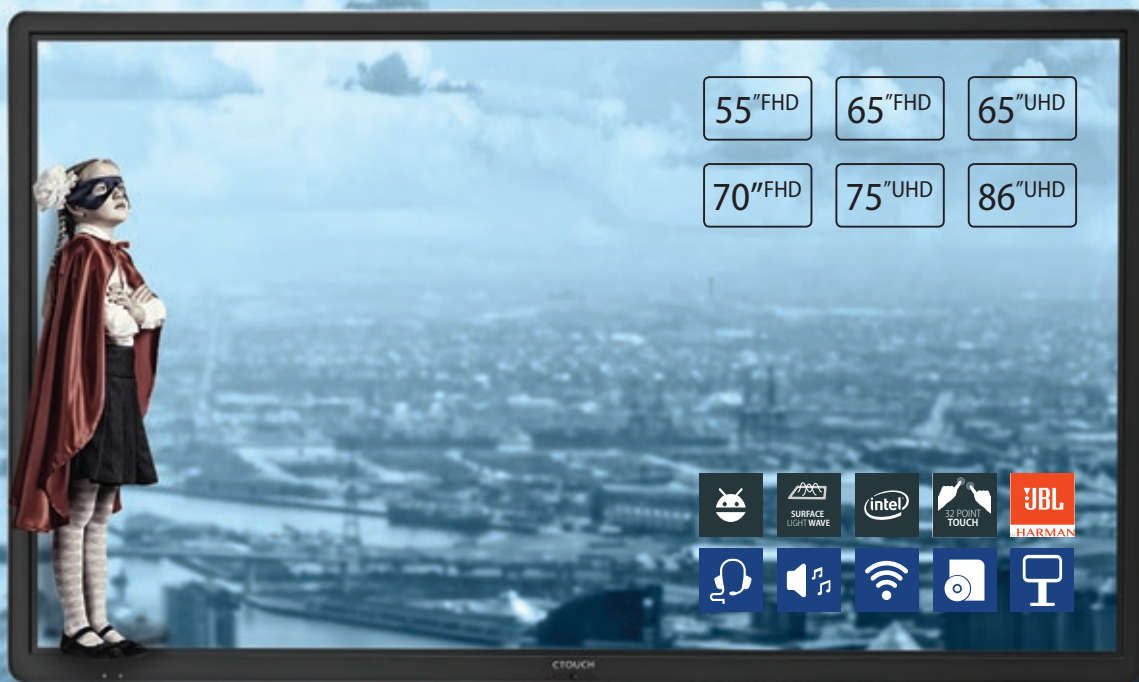 55"FHD 65"FHD 65"UHD
70"FHD 75"UHD 86"UHD
SURFACE
LIGHT WAVE
intel
32 POINT
TOUCH
JBL
HARMAN
CTOUCH